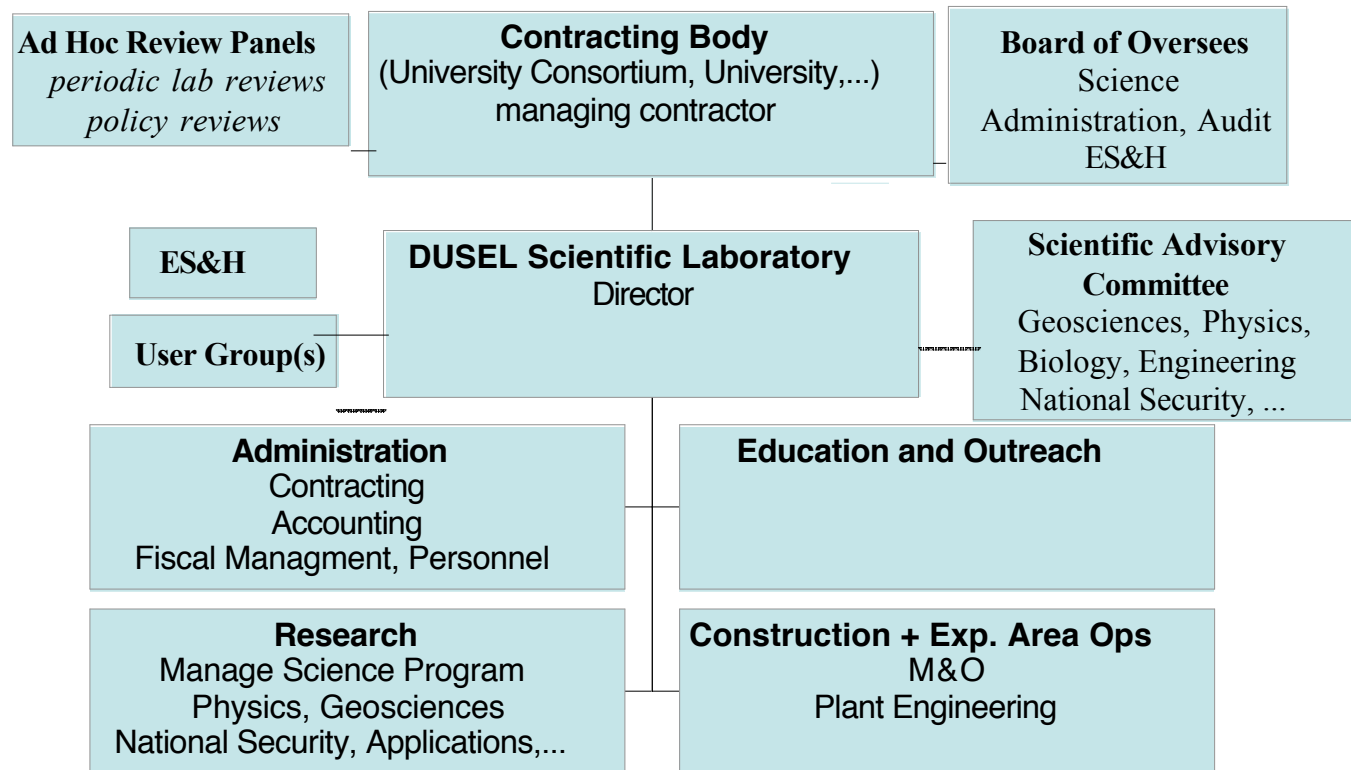 Ad Hoc Review Panels
periodic lab reviews
policy reviews
Contracting Body
(University Consortium, University,...)
managing contractor
Board of Oversees
Science
Administration, Audit
ES&H
ES&H
User Group(s)
DUSEL Scientific Laboratory
Director
Scientific Advisory
Committee
Geosciences, Physics,
Biology, Engineering
National Security, ...
Administration
Contracting
Accounting
Fiscal Managment, Personnel
Education and Outreach
Research
Manage Science Program
Physics, Geosciences
National Security, Applications,...
Construction + Exp. Area Ops
M&O
Plant Engineering